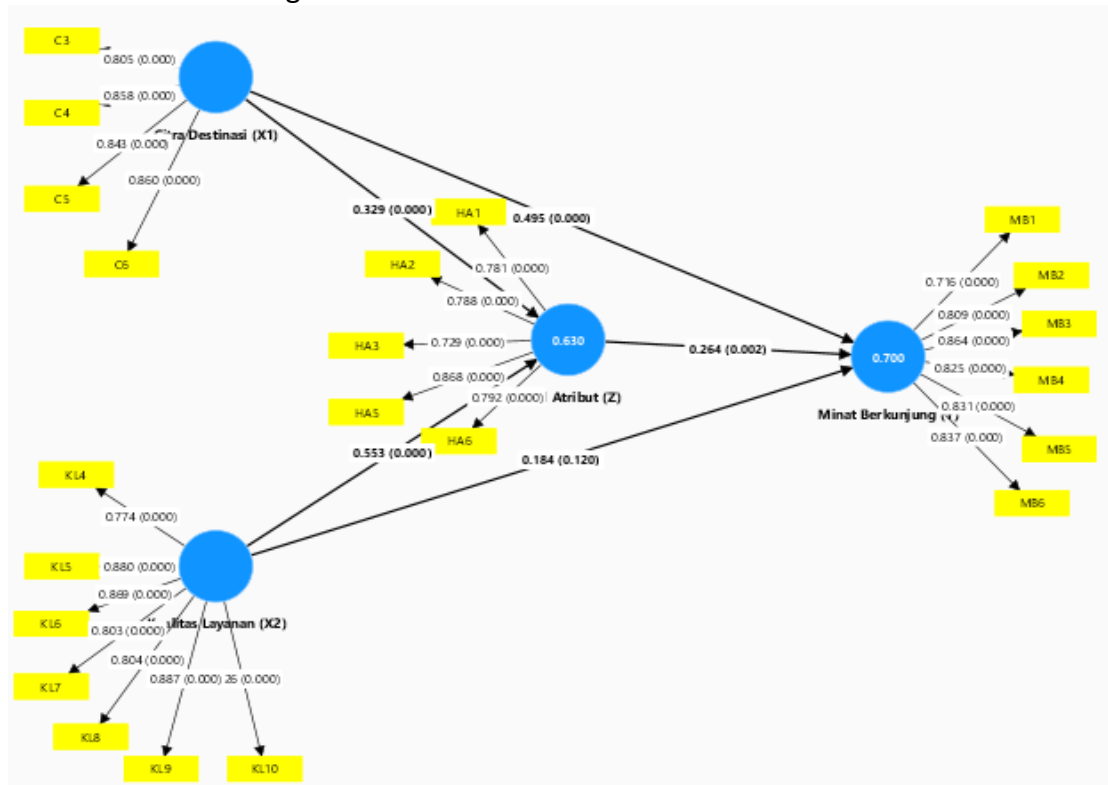 C3
0.805 (0.000)
C4
0.858 (0.000)
Destinasi (X1)
0.843 (0.000)
0.860 (0.000)
C5
C6
0.329 (0.000)
HA1
0.495 (0.000)
HA2
0.781 (0.000)
0.788 (0.000)
HA3
0.729 (0.000)
0.630
0.868 (0.000)
HA5
0.792 (0.000)
Atribut (Z)
HA6
0.264 (0.002)
0.553 (0.000)
0.184 (0.120)
MB1
0.716 (0.000)
MB2
0.809 (0.000)
MB3
0.864 (0.000)
0.700
0.825 (0.000)
MB4
Minat Berkunjung
0.831 (0.000)
0.837 (0.000)
MB5
MB6
KL4
0.774 (0.000)
KL5
0.880 (0.000)
0.869 (0.000)
KL6
0.803 (0.000)
Layanan (X2)
0.804 (0.000)
0.887 (0.000)
26 (0.000)
KL7
KL8
KL9
KL10